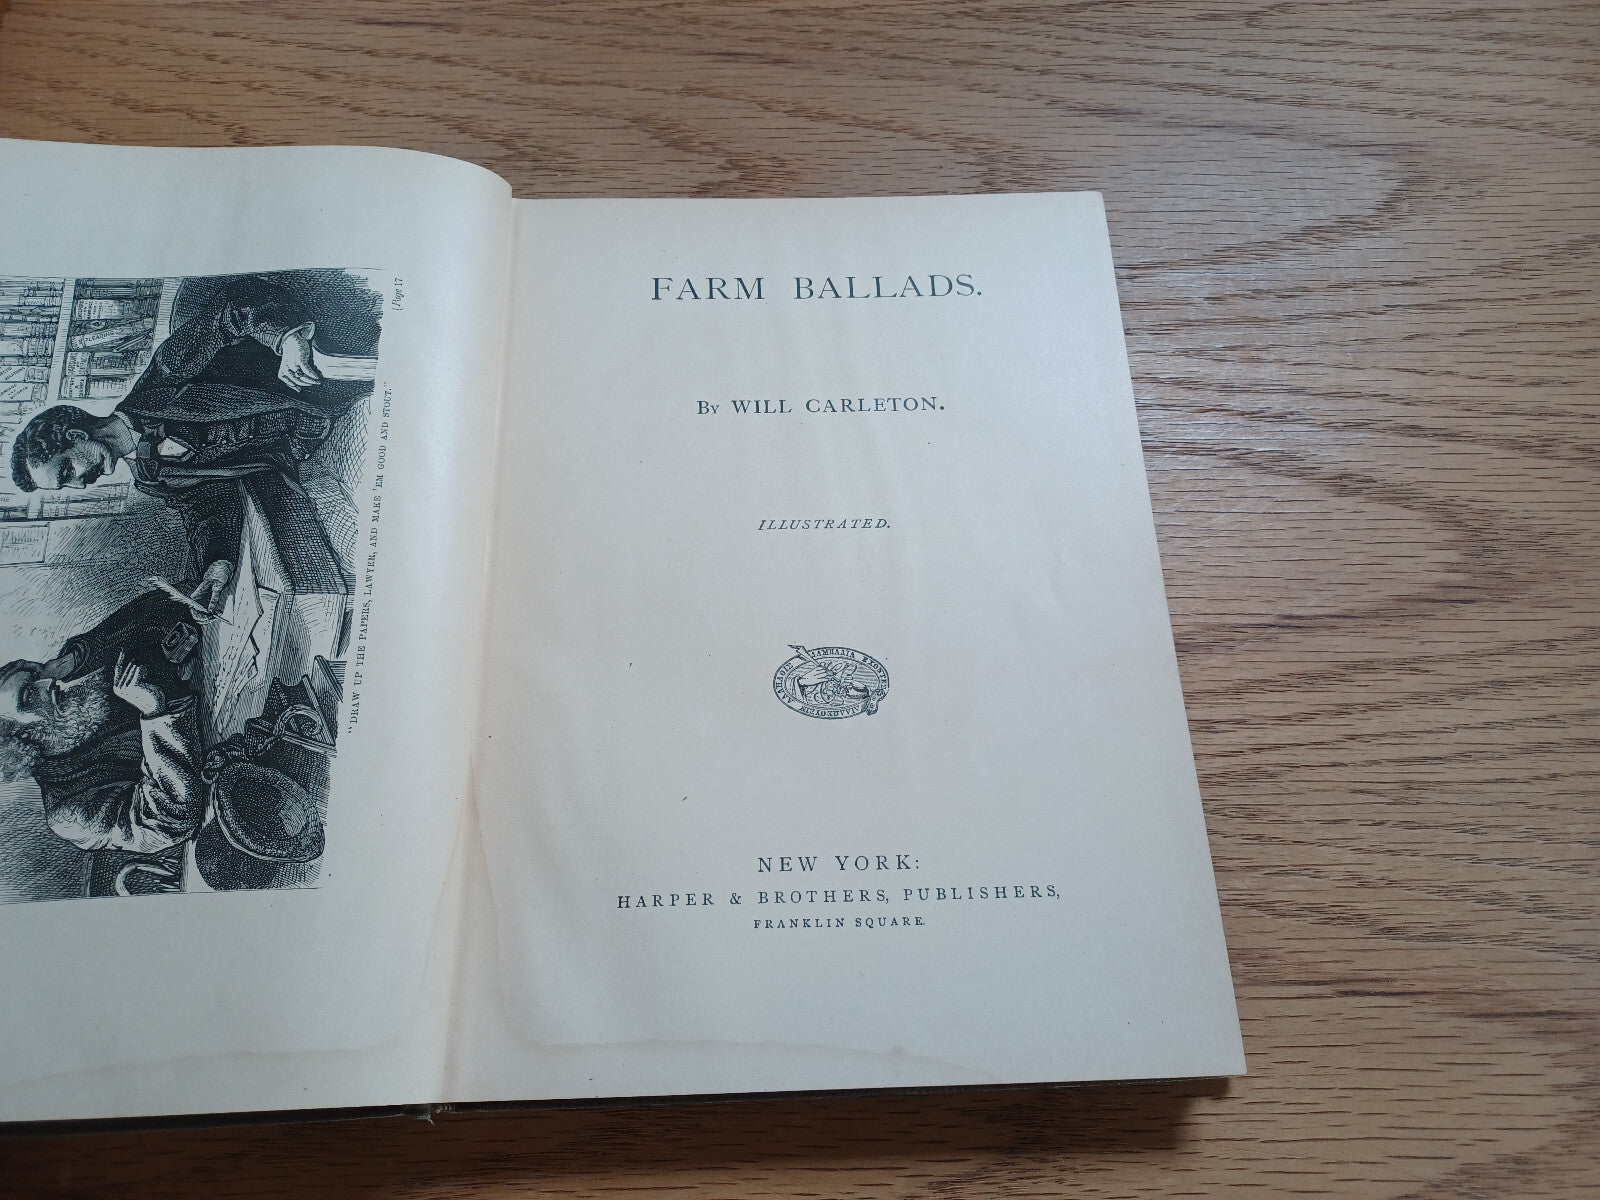 [Page 17
"DRAW UP THE PAPERS, LAWYER, AND MAKE 'EM GOOD AND STOUT."
FARM BALLADS.
By WILL CARLETON.
ILLUSTRATED.
NEW YORK:
HARPER & BROTHERS, PUBLISHERS,
FRANKLIN SQUARE.